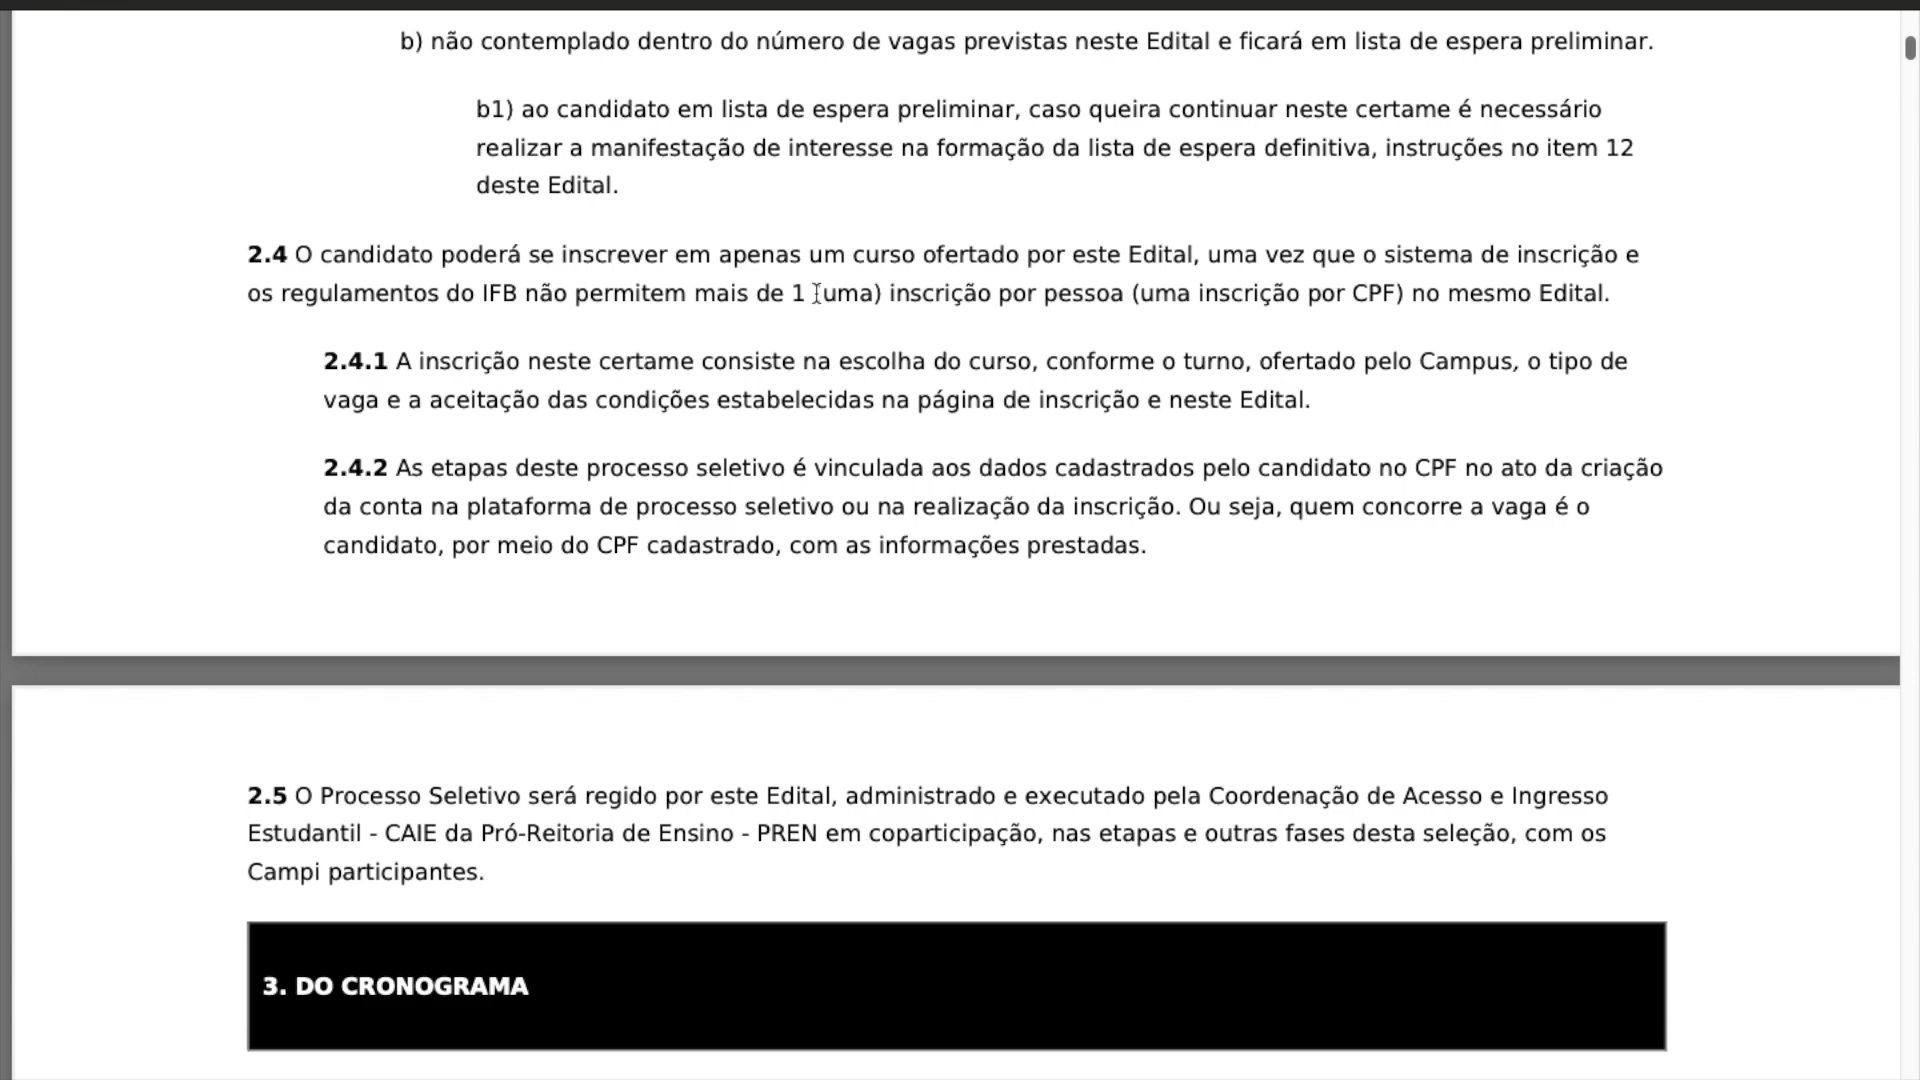 b) não contemplado dentro do número de vagas previstas neste Edital e ficará em lista de espera preliminar.
b1) ao candidato em lista de espera preliminar, caso queira continuar neste certame é necessário
realizar a manifestação de interesse na formação da lista de espera definitiva, instruções no item 12
deste Edital.
2.4 O candidato poderá se inscrever em apenas um curso ofertado por este Edital, uma vez que o sistema de inscrição e
os regulamentos do IFB não permitem mais de 1 (uma) inscrição por pessoa (uma inscrição por CPF) no mesmo Edital.
2.4.1 A inscrição neste certame consiste na escolha do curso, conforme o turno, ofertado pelo Campus, o tipo de
vaga e a aceitação das condições estabelecidas na página de inscrição e neste Edital.
2.4.2 As etapas deste processo seletivo é vinculada aos dados cadastrados pelo candidato no CPF no ato da criação
da conta na plataforma de processo seletivo ou na realização da inscrição. Ou seja, quem concorre a vaga é o
candidato, por meio do CPF cadastrado, com as informações prestadas.
2.5 O Processo Seletivo será regido por este Edital, administrado e executado pela Coordenação de Acesso e Ingresso
Estudantil - CAIE da Pró-Reitoria de Ensino - PREN em coparticipação, nas etapas e outras fases desta seleção, com os
Campi participantes.
3. DO CRONOGRAMA